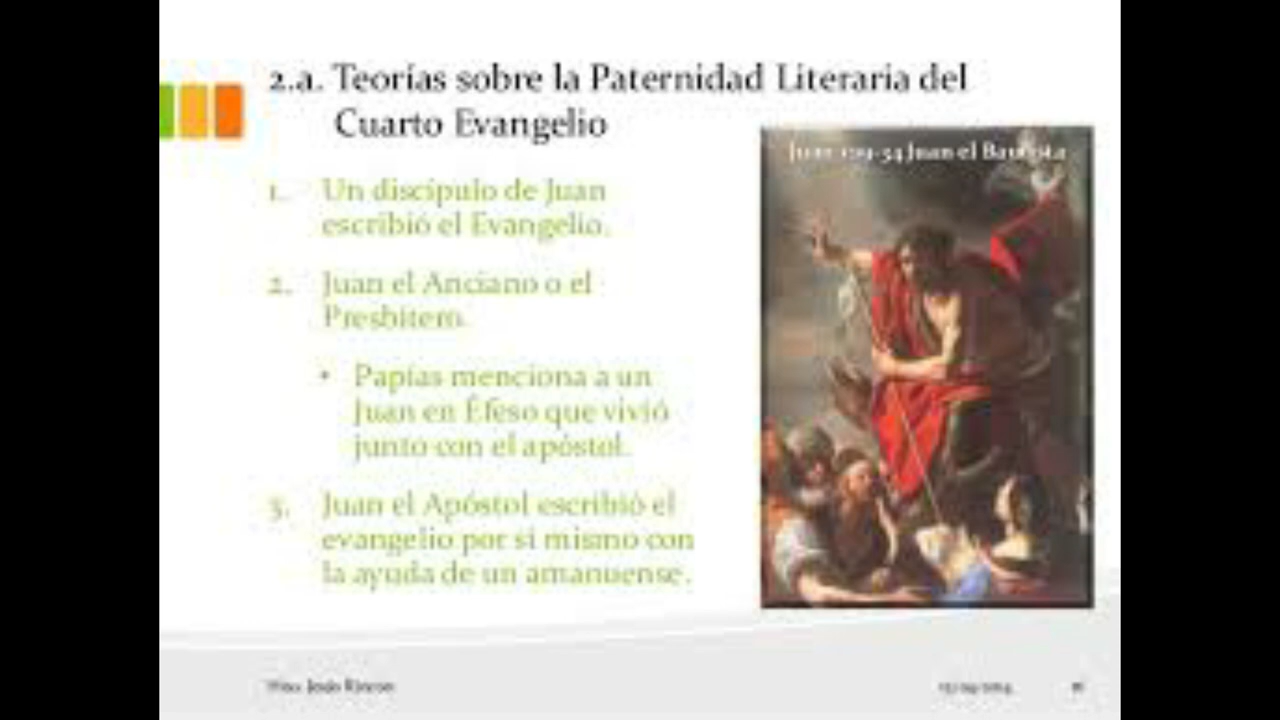 2.a. Teorías sobre la Paternidad Literaria del
Cuarto Evangelio
1. Un discípulo de Juan
escribió el Evangelio.
2. Juan el Anciano o el
Presbítero.
• Papías menciona a un
Juan en Éfeso que vivió
junto con el apóstol.
3. Juan el Apóstol escribió el
evangelio por sí mismo con
la ayuda de un amanuense.
Juan el Bautista
Jesús Rincón